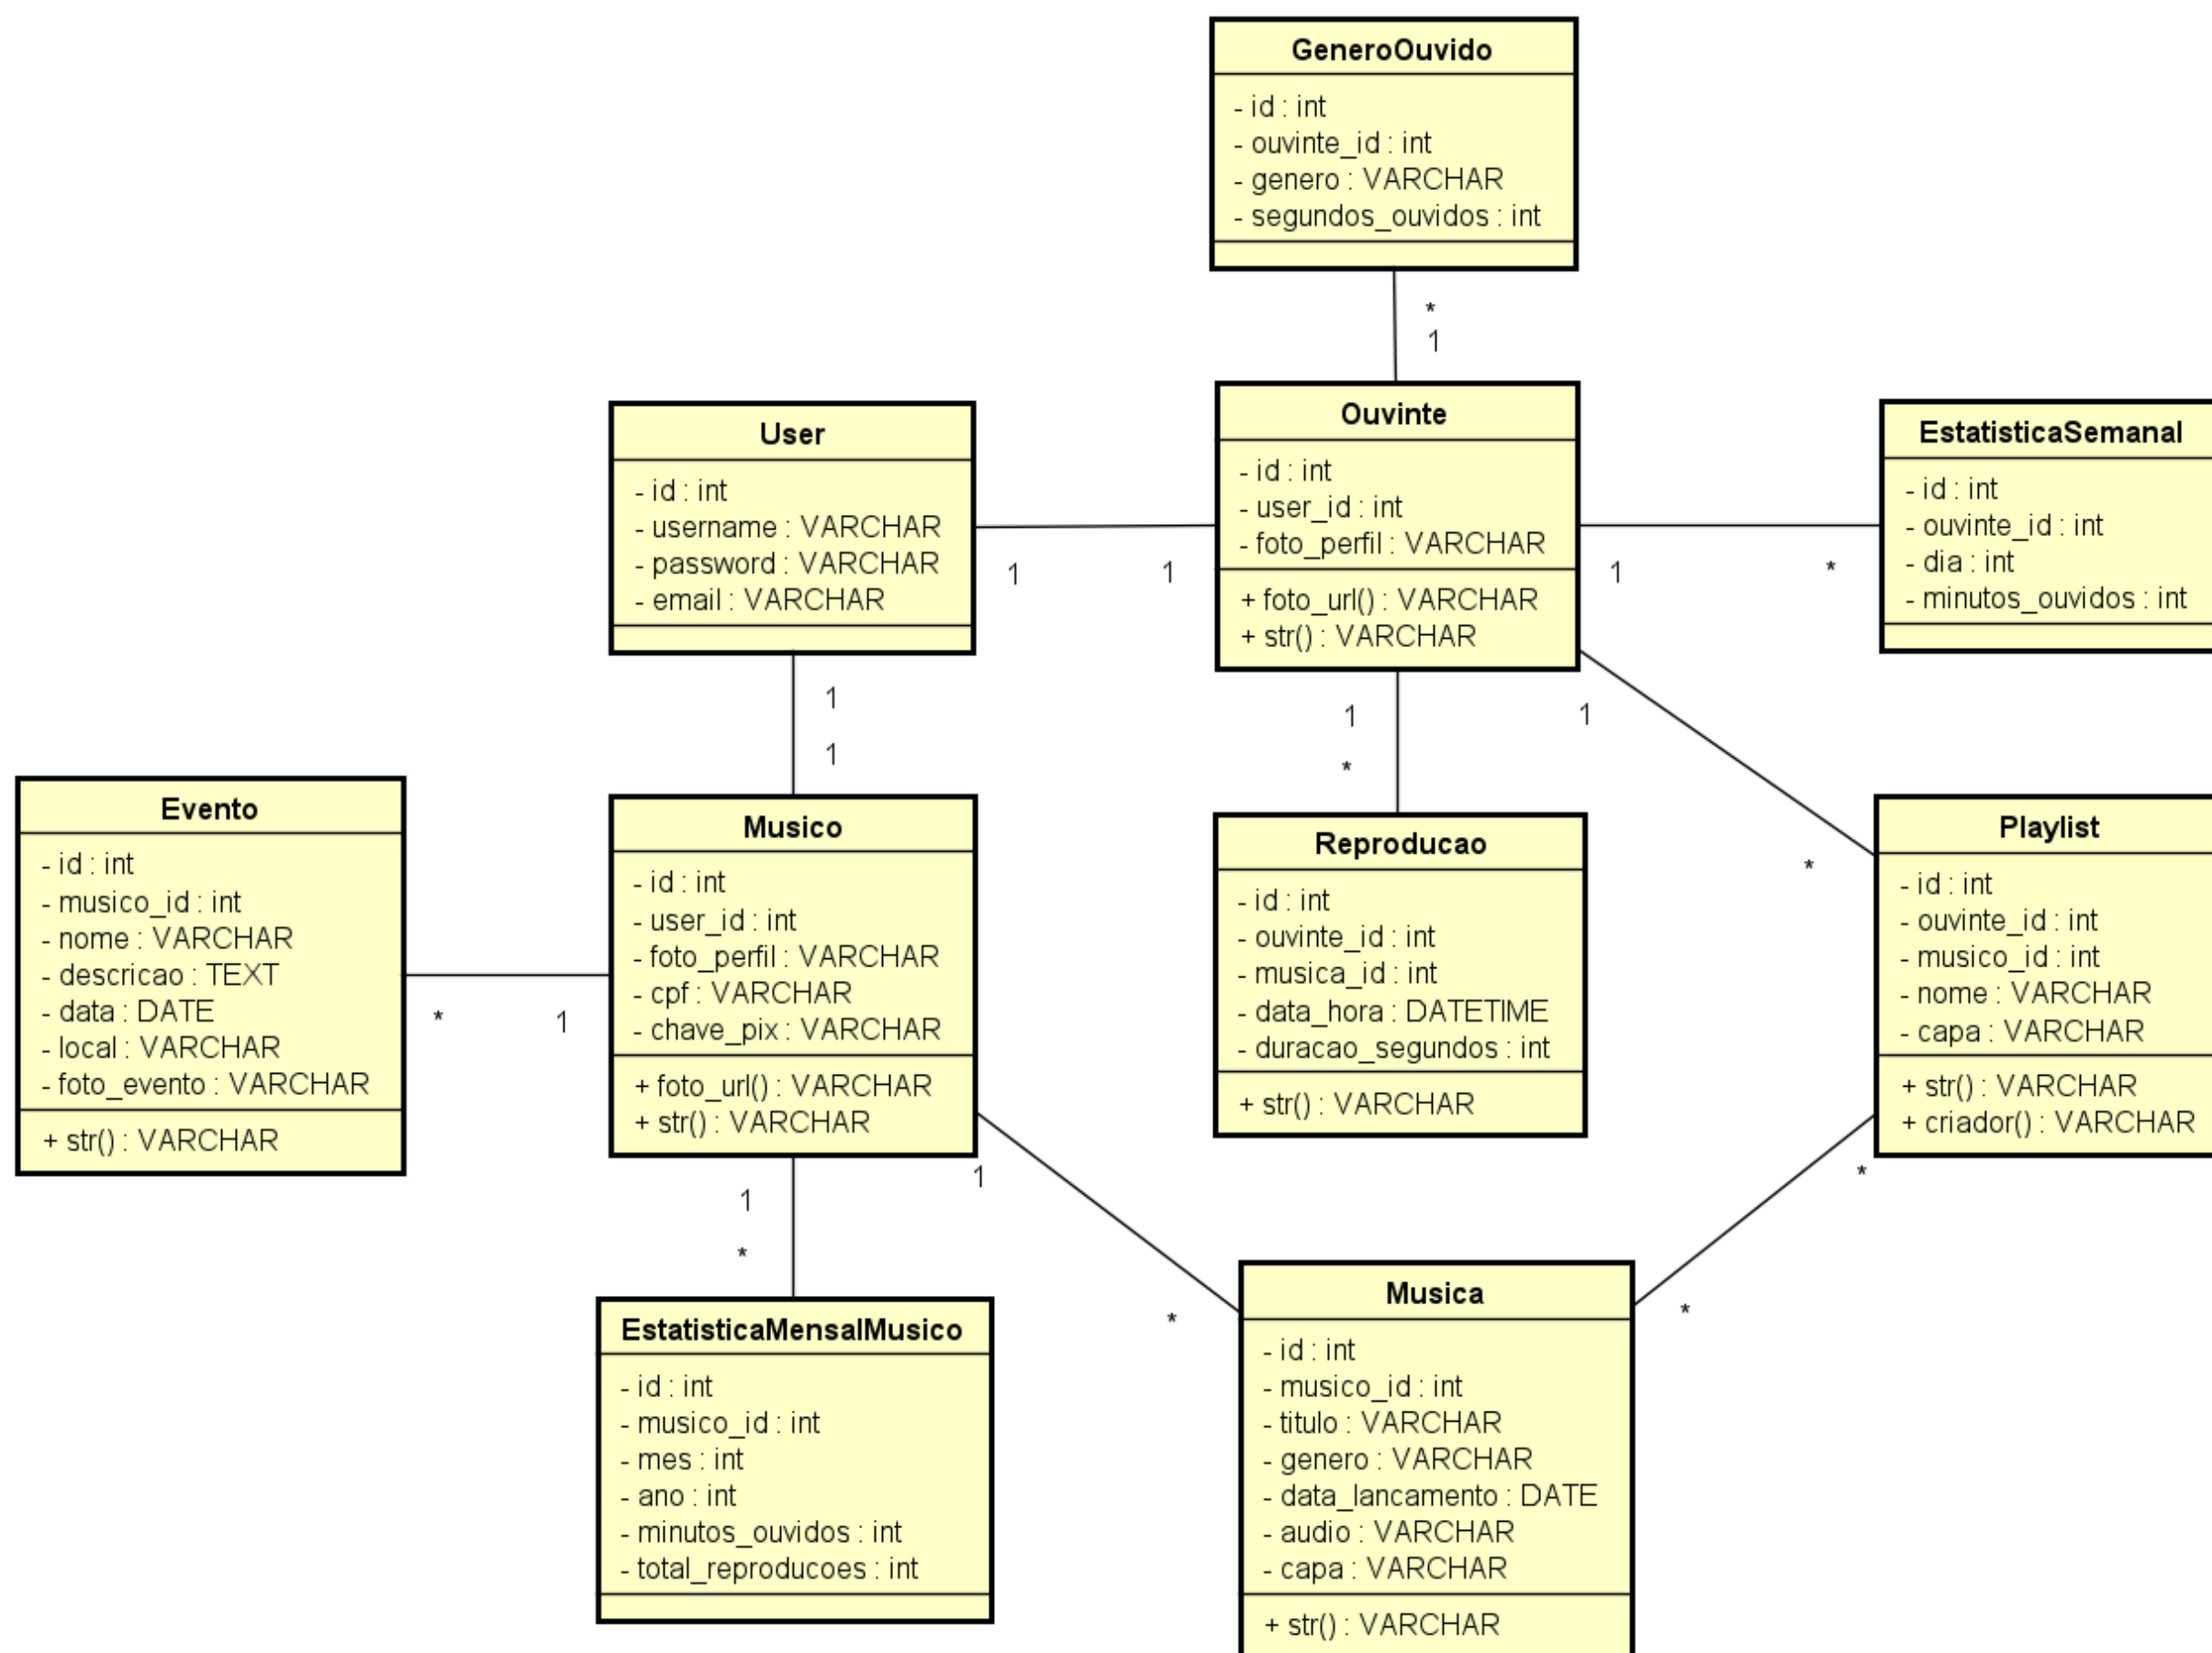 GeneroOuvido
- id : int
- ouvinte_id : int
- genero : VARCHAR
- segundos_ouvidos : int
*
1
User
- id : int
- username : VARCHAR
- password : VARCHAR
- email : VARCHAR
1
1
Ouvinte
- id : int
- user_id : int
- foto_perfil : VARCHAR
+ foto_url() : VARCHAR
+ str() : VARCHAR
1
*
EstatisticaSemanal
- id : int
- ouvinte_id : int
- dia : int
- minutos_ouvidos : int
1
1
1
*
1
*
Evento
- id : int
- musico_id : int
- nome : VARCHAR
- descricao : TEXT
- data : DATE
- local : VARCHAR
- foto_evento : VARCHAR
+ str() : VARCHAR
*
1
Musico
- id : int
- user_id : int
- foto_perfil : VARCHAR
- cpf : VARCHAR
- chave_pix : VARCHAR
+ foto_url() : VARCHAR
+ str() : VARCHAR
Reproducao
- id : int
- ouvinte_id : int
- musica_id : int
- data_hora : DATETIME
- duracao_segundos : int
+ str() : VARCHAR
Playlist
- id : int
- ouvinte_id : int
- musico_id : int
- nome : VARCHAR
- capa : VARCHAR
+ str() : VARCHAR
+ criador() : VARCHAR
1
*
1
*
*
*
EstatisticaMensalMusico
- id : int
- musico_id : int
- mes : int
- ano : int
- minutos_ouvidos : int
- total_reproducoes : int
Musica
- id : int
- musico_id : int
- titulo : VARCHAR
- genero : VARCHAR
- data_lancamento : DATE
- audio : VARCHAR
- capa : VARCHAR
+ str() : VARCHAR